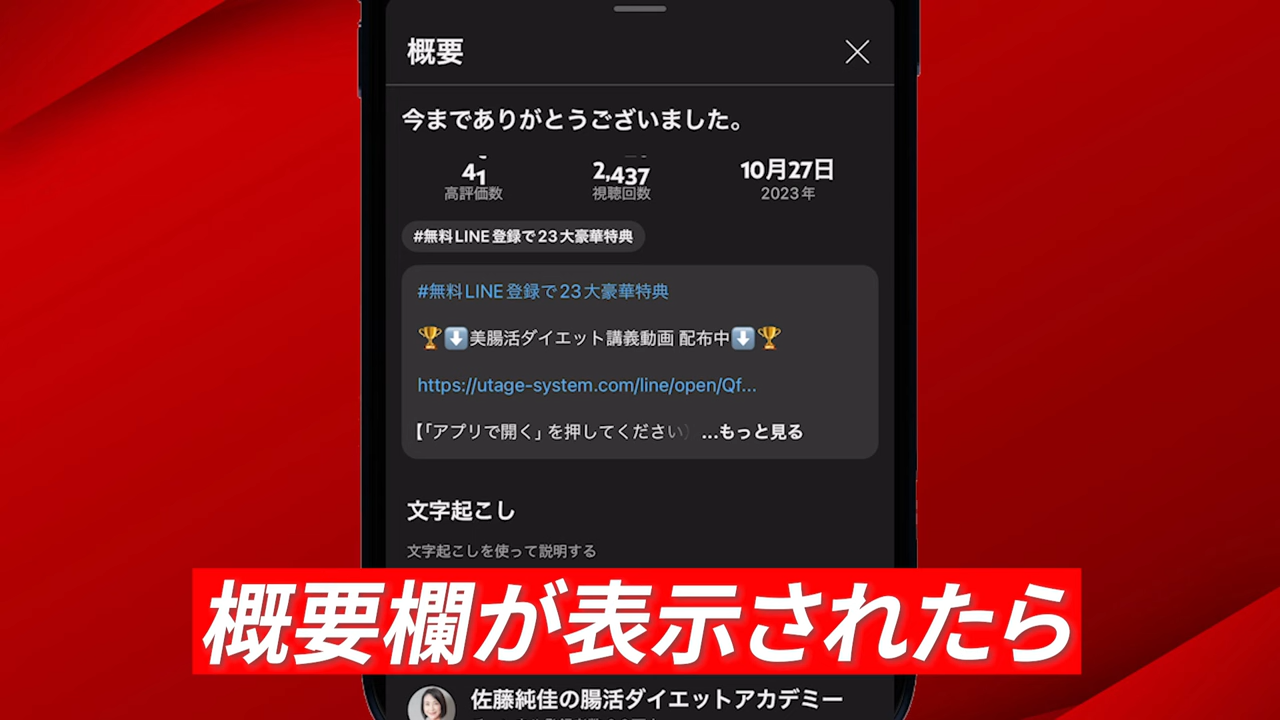 概要
今までありがとうございました。
41
高評価数
2,437
視聴回数
10月27日
2023年
#無料LINE登録で23大豪華特典
#無料LINE登録で23大豪華特典
🏆⬇️美腸活ダイエット講義動画 配布中⬇️🏆
https://utage-system.com/line/open/Qf...
【「アプリで開く」を押してください）
...もっと見る
文字起こし
文字起こしを使って説明する
概要欄が表示されたら
佐藤純佳の腸活ダイエットアカデミー